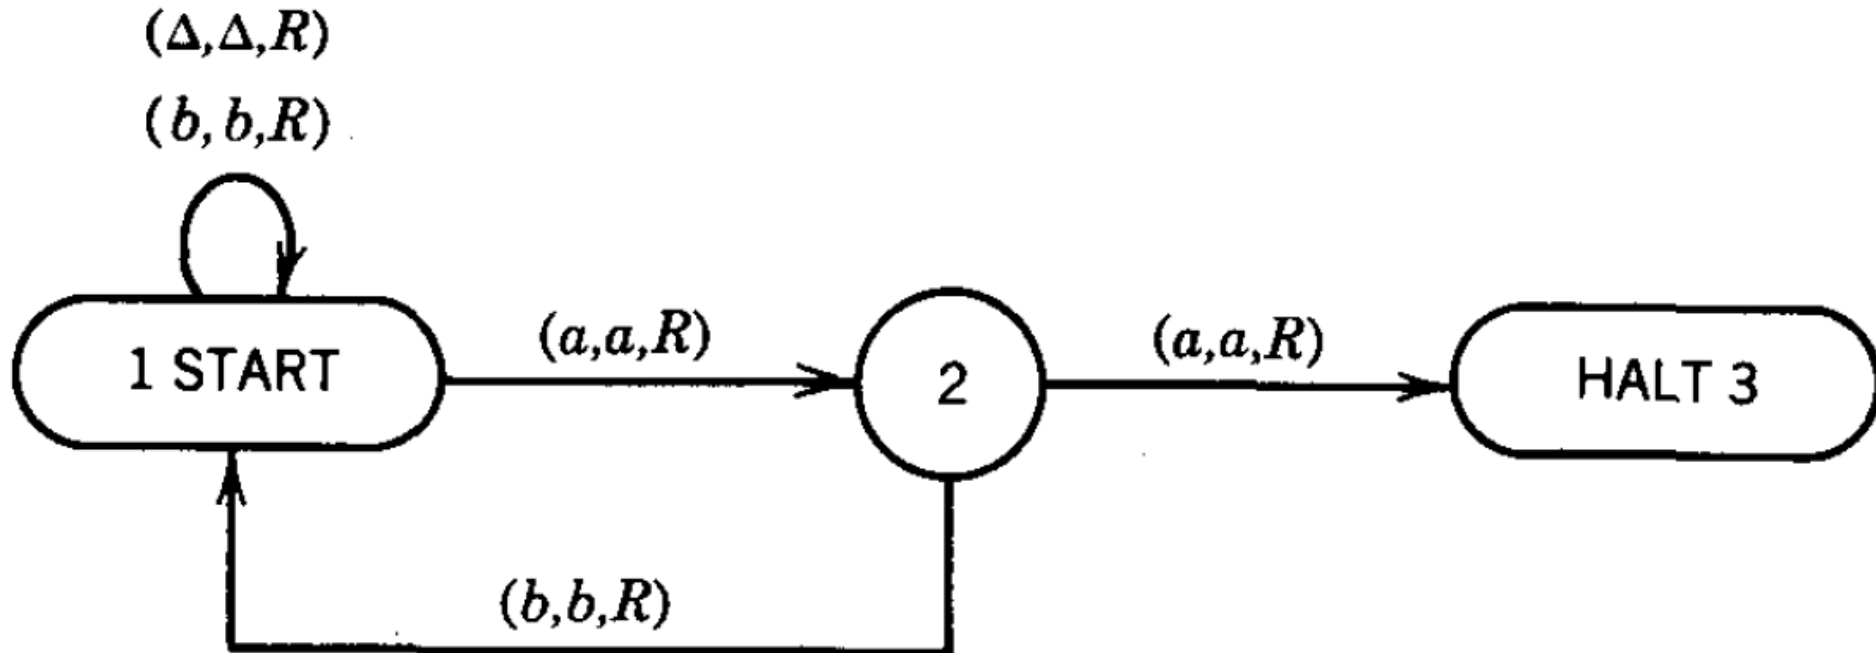 (Δ,Δ,R)
(b,b,R)
1 START
(a,a,R)
2
(a,a,R)
HALT 3
(b,b,R)